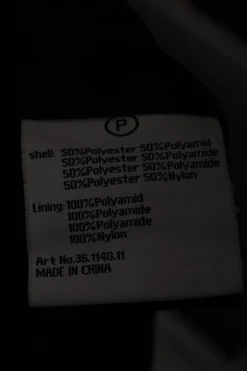 P
shell: 50%Polyester 50%Polyamid
50%Polyester 50%Polyamide
50%Polyester 50%Polyamide
50%Polyester 50%Nylon
Lining: 100%Polyamid
100%Polyamide
100%Polyamide
100%Nylon
Art No.36.1140.11
MADE IN CHINA